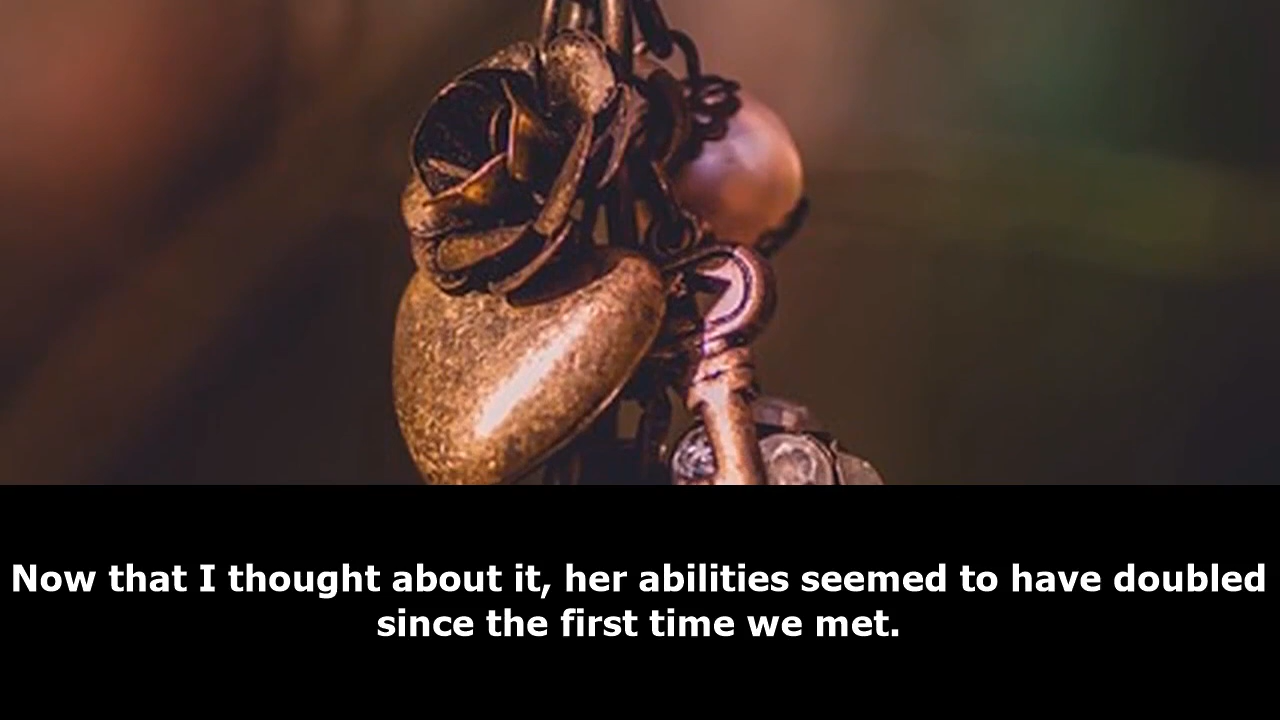 Now that I thought about it, her abilities seemed to have doubled
since the first time we met.